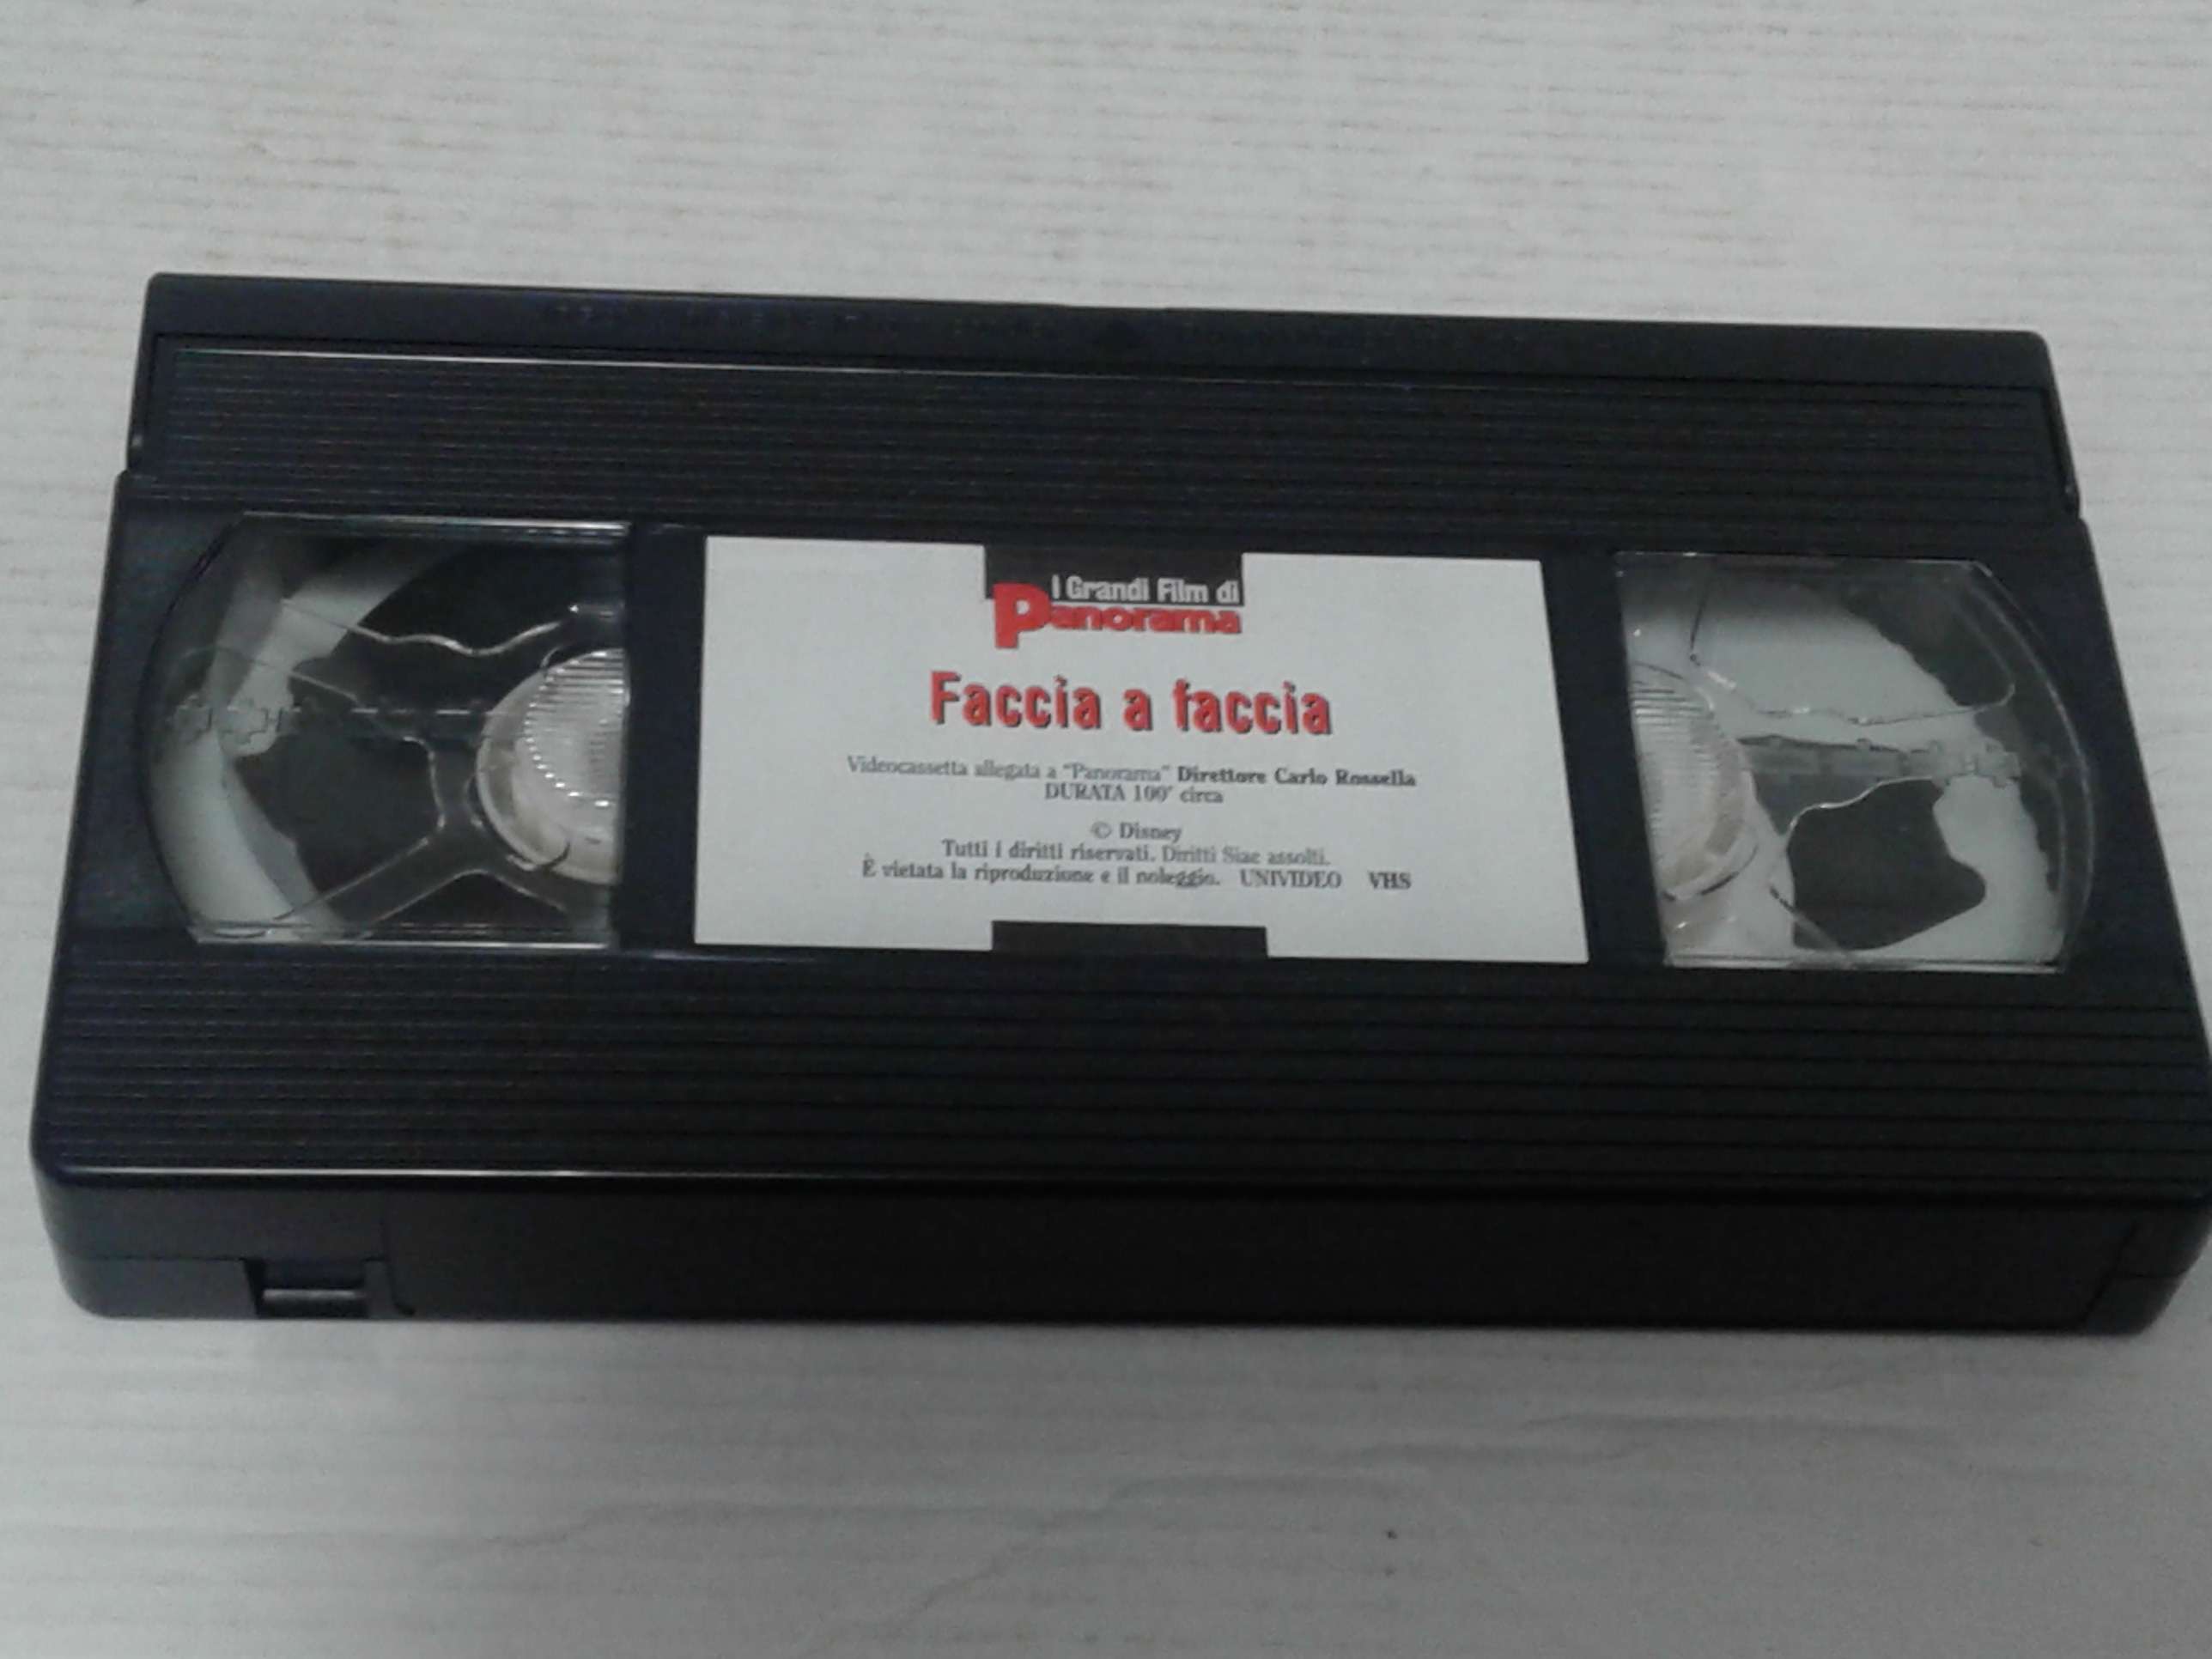 I Grandi Film di
Panorama
Faccia a faccia
Videocassetta allegata a "Panorama" Direttore Carlo Rossella
DURATA 100' circa
© Disney
Tutti i diritti riservati. Diritti Siae assolti.
È vietata la riproduzione e il noleggio. UNIVIDEO VHS